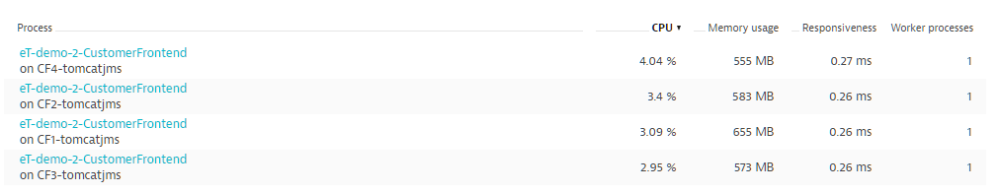 Process CPU ▼ Memory usage Responsiveness Worker processes
eT-demo-2-CustomerFrontend
on CF4-tomcatjms 4.04 % 555 MB 0.27 ms 1
eT-demo-2-CustomerFrontend
on CF2-tomcatjms 3.4 % 583 MB 0.26 ms 1
eT-demo-2-CustomerFrontend
on CF1-tomcatjms 3.09 % 655 MB 0.26 ms 1
eT-demo-2-CustomerFrontend
on CF3-tomcatjms 2.95 % 573 MB 0.26 ms 1